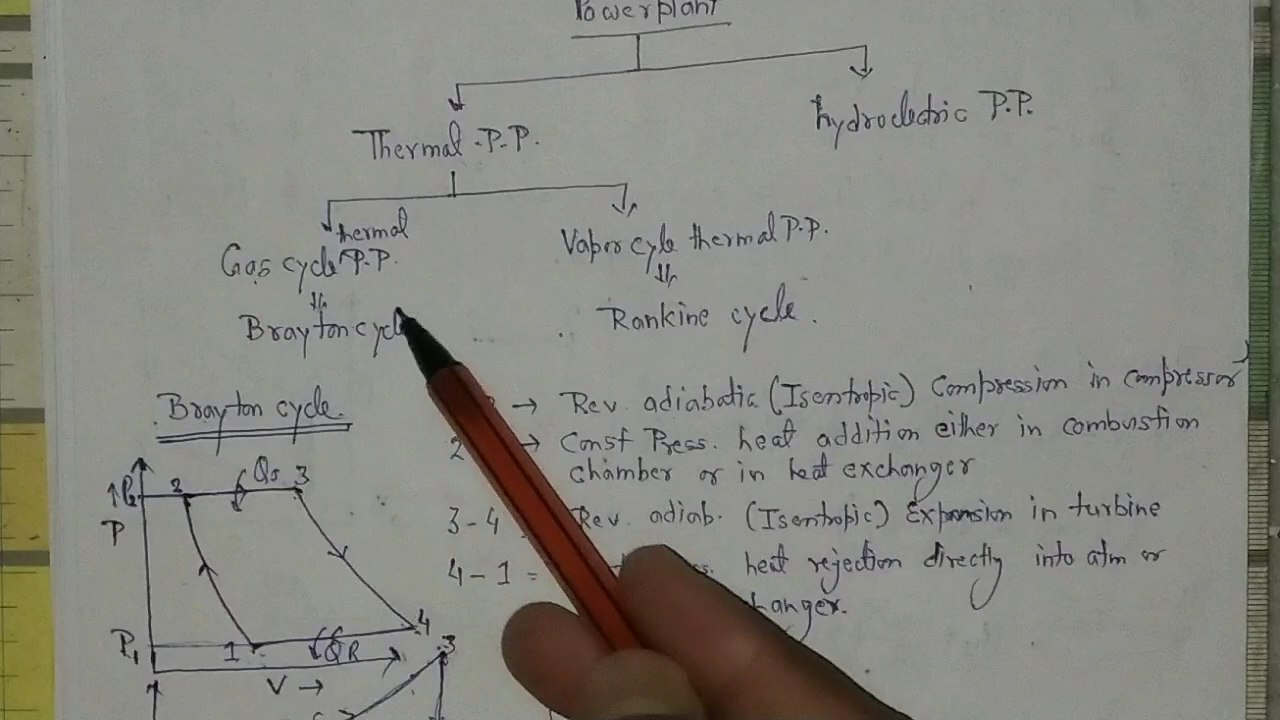 Powerplant
hydroelectric P.P.
Thermal P.P.
thermal
Gas cycle P.P.
Vapor cycle thermal P.P.
⇓
⇓
Brayton cycl
Rankine cycle.
Brayton cycle.
→ Rev. adiabatic (Isentropic) Compression in compressor
2 → Const Press. heat addition either in combustion
chamber or in heat exchanger
3-4 Rev. adiab. (Isentropic) Expansion in turbine
4-1 = heat rejection directly into atm or
hanger.
↑ P2 2 Qs 3
P
P1 1 QR 4
V →
3